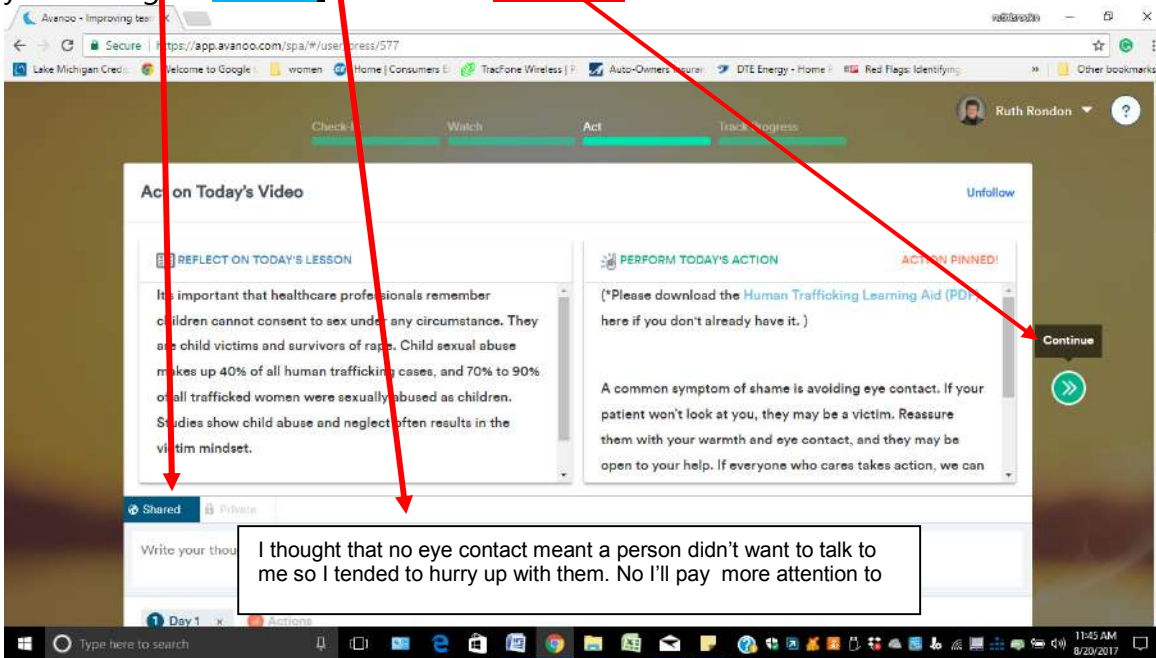 Avanoo - Improving tea
Secure | https://app.avanoo.com/spa/#/user/press/577
Lake Michigan Credi
Welcome to Google
women
Home | Consumers E
TracFone Wireless | P
Auto-Owners Insuran
DTE Energy - Home
Red Flags: Identifying
»
Other bookmarks
Check-In
Watch
Act
Track Progress
Ruth Rondon
?
Act on Today's Video
Unfollow
REFLECT ON TODAY'S LESSON
It's important that healthcare professionals remember
children cannot consent to sex under any circumstance. They
are child victims and survivors of rape. Child sexual abuse
makes up 40% of all human trafficking cases, and 70% to 90%
of all trafficked women were sexually abused as children.
Studies show child abuse and neglect often results in the
victim mindset.
PERFORM TODAY'S ACTION
ACTION PINNED!
(*Please download the Human Trafficking Learning Aid (PDF)
here if you don't already have it. )
A common symptom of shame is avoiding eye contact. If your
patient won't look at you, they may be a victim. Reassure
them with your warmth and eye contact, and they may be
open to your help. If everyone who cares takes action, we can
Continue
Shared
Private
Write your thou
I thought that no eye contact meant a person didn't want to talk to
me so I tended to hurry up with them. No I'll pay more attention to
1 Day 1 ×
Actions
Type here to search
11:45 AM
8/20/2017